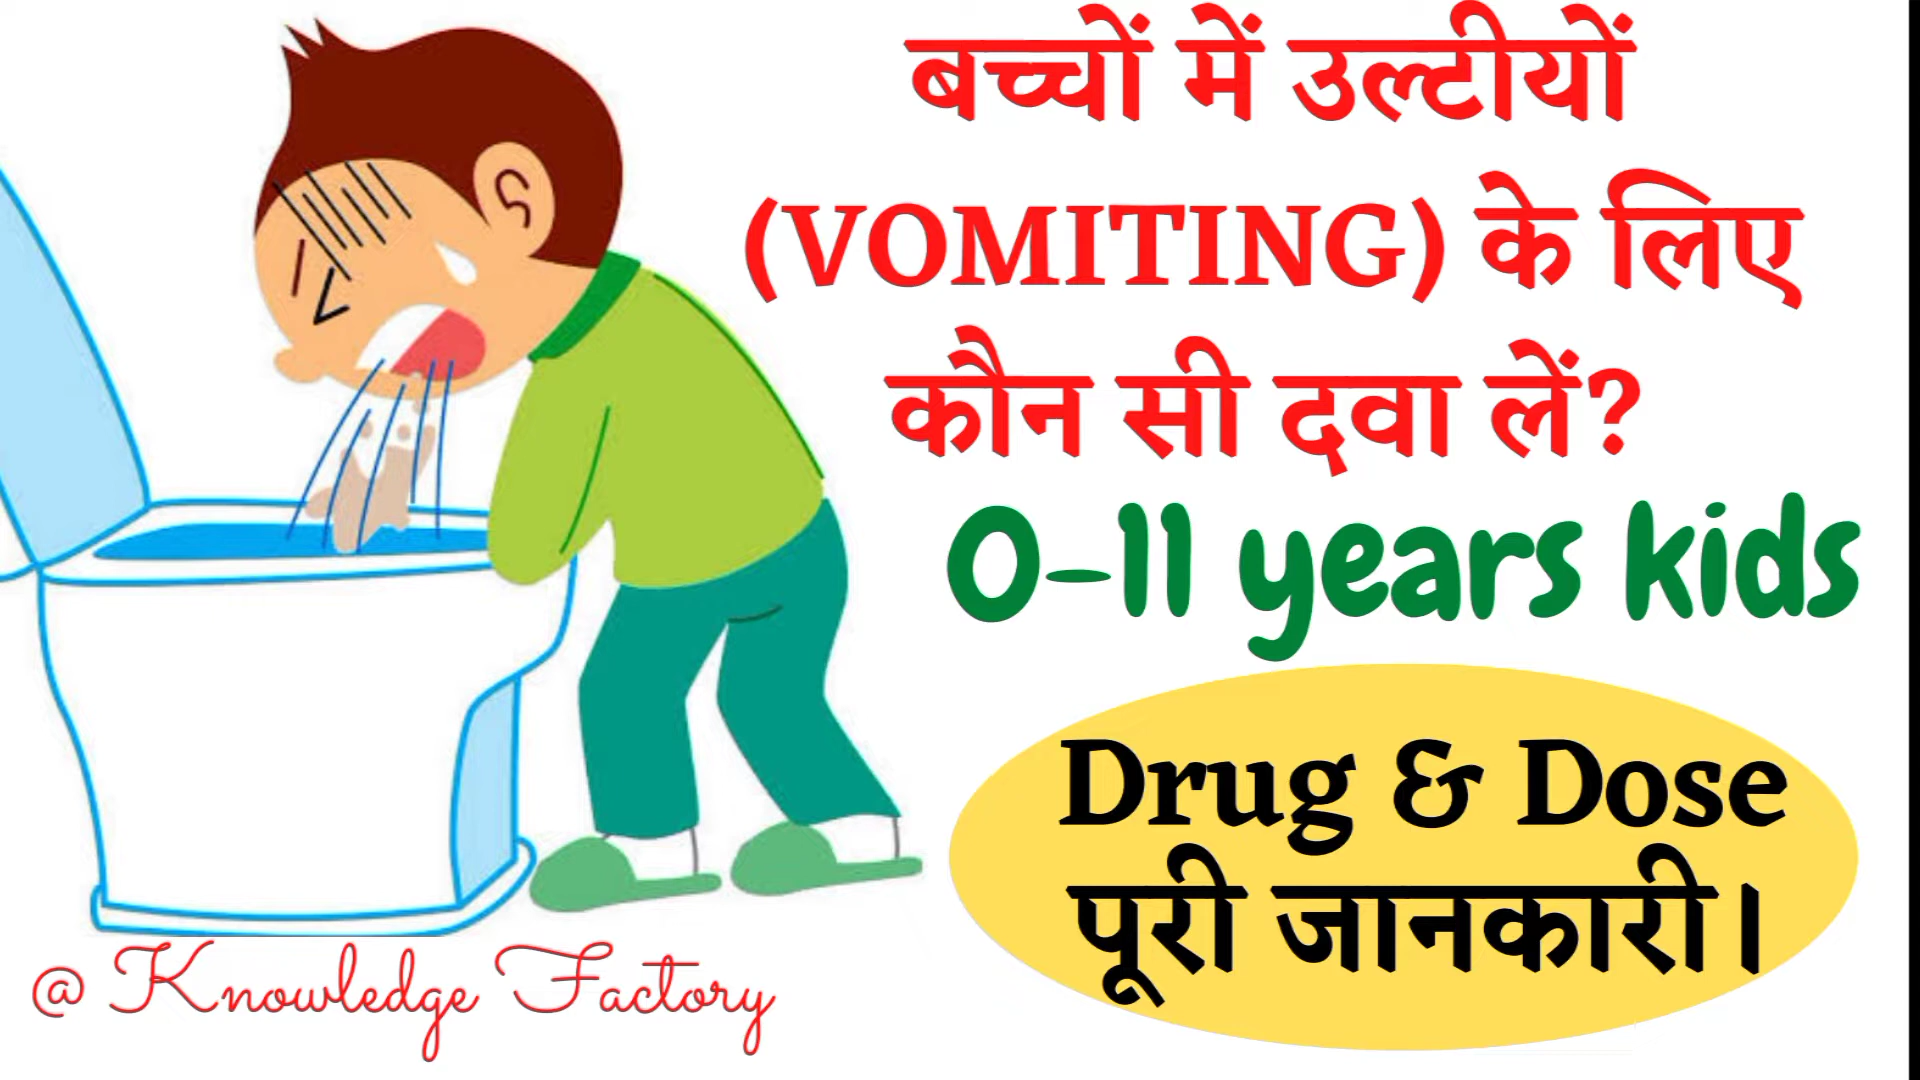 बच्चों में उल्टीयों
(VOMITING) के लिए
कौन सी दवा लें?
0-11 years kids
Drug & Dose
पूरी जानकारी।
@ Knowledge Factory